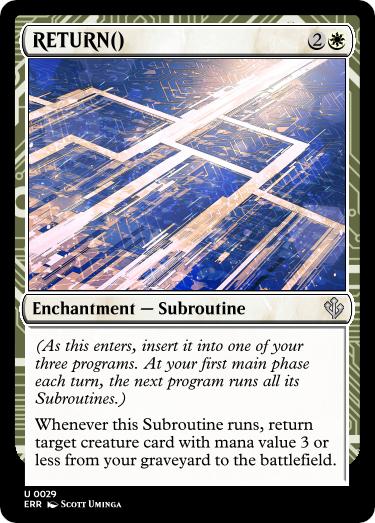 RETURN() 2
Enchantment — Subroutine
(As this enters, insert it into one of your
three programs. At your first main phase
each turn, the next program runs all its
Subroutines.)
Whenever this Subroutine runs, return
target creature card with mana value 3 or
less from your graveyard to the battlefield.
U 0029
ERR Scott Uminga